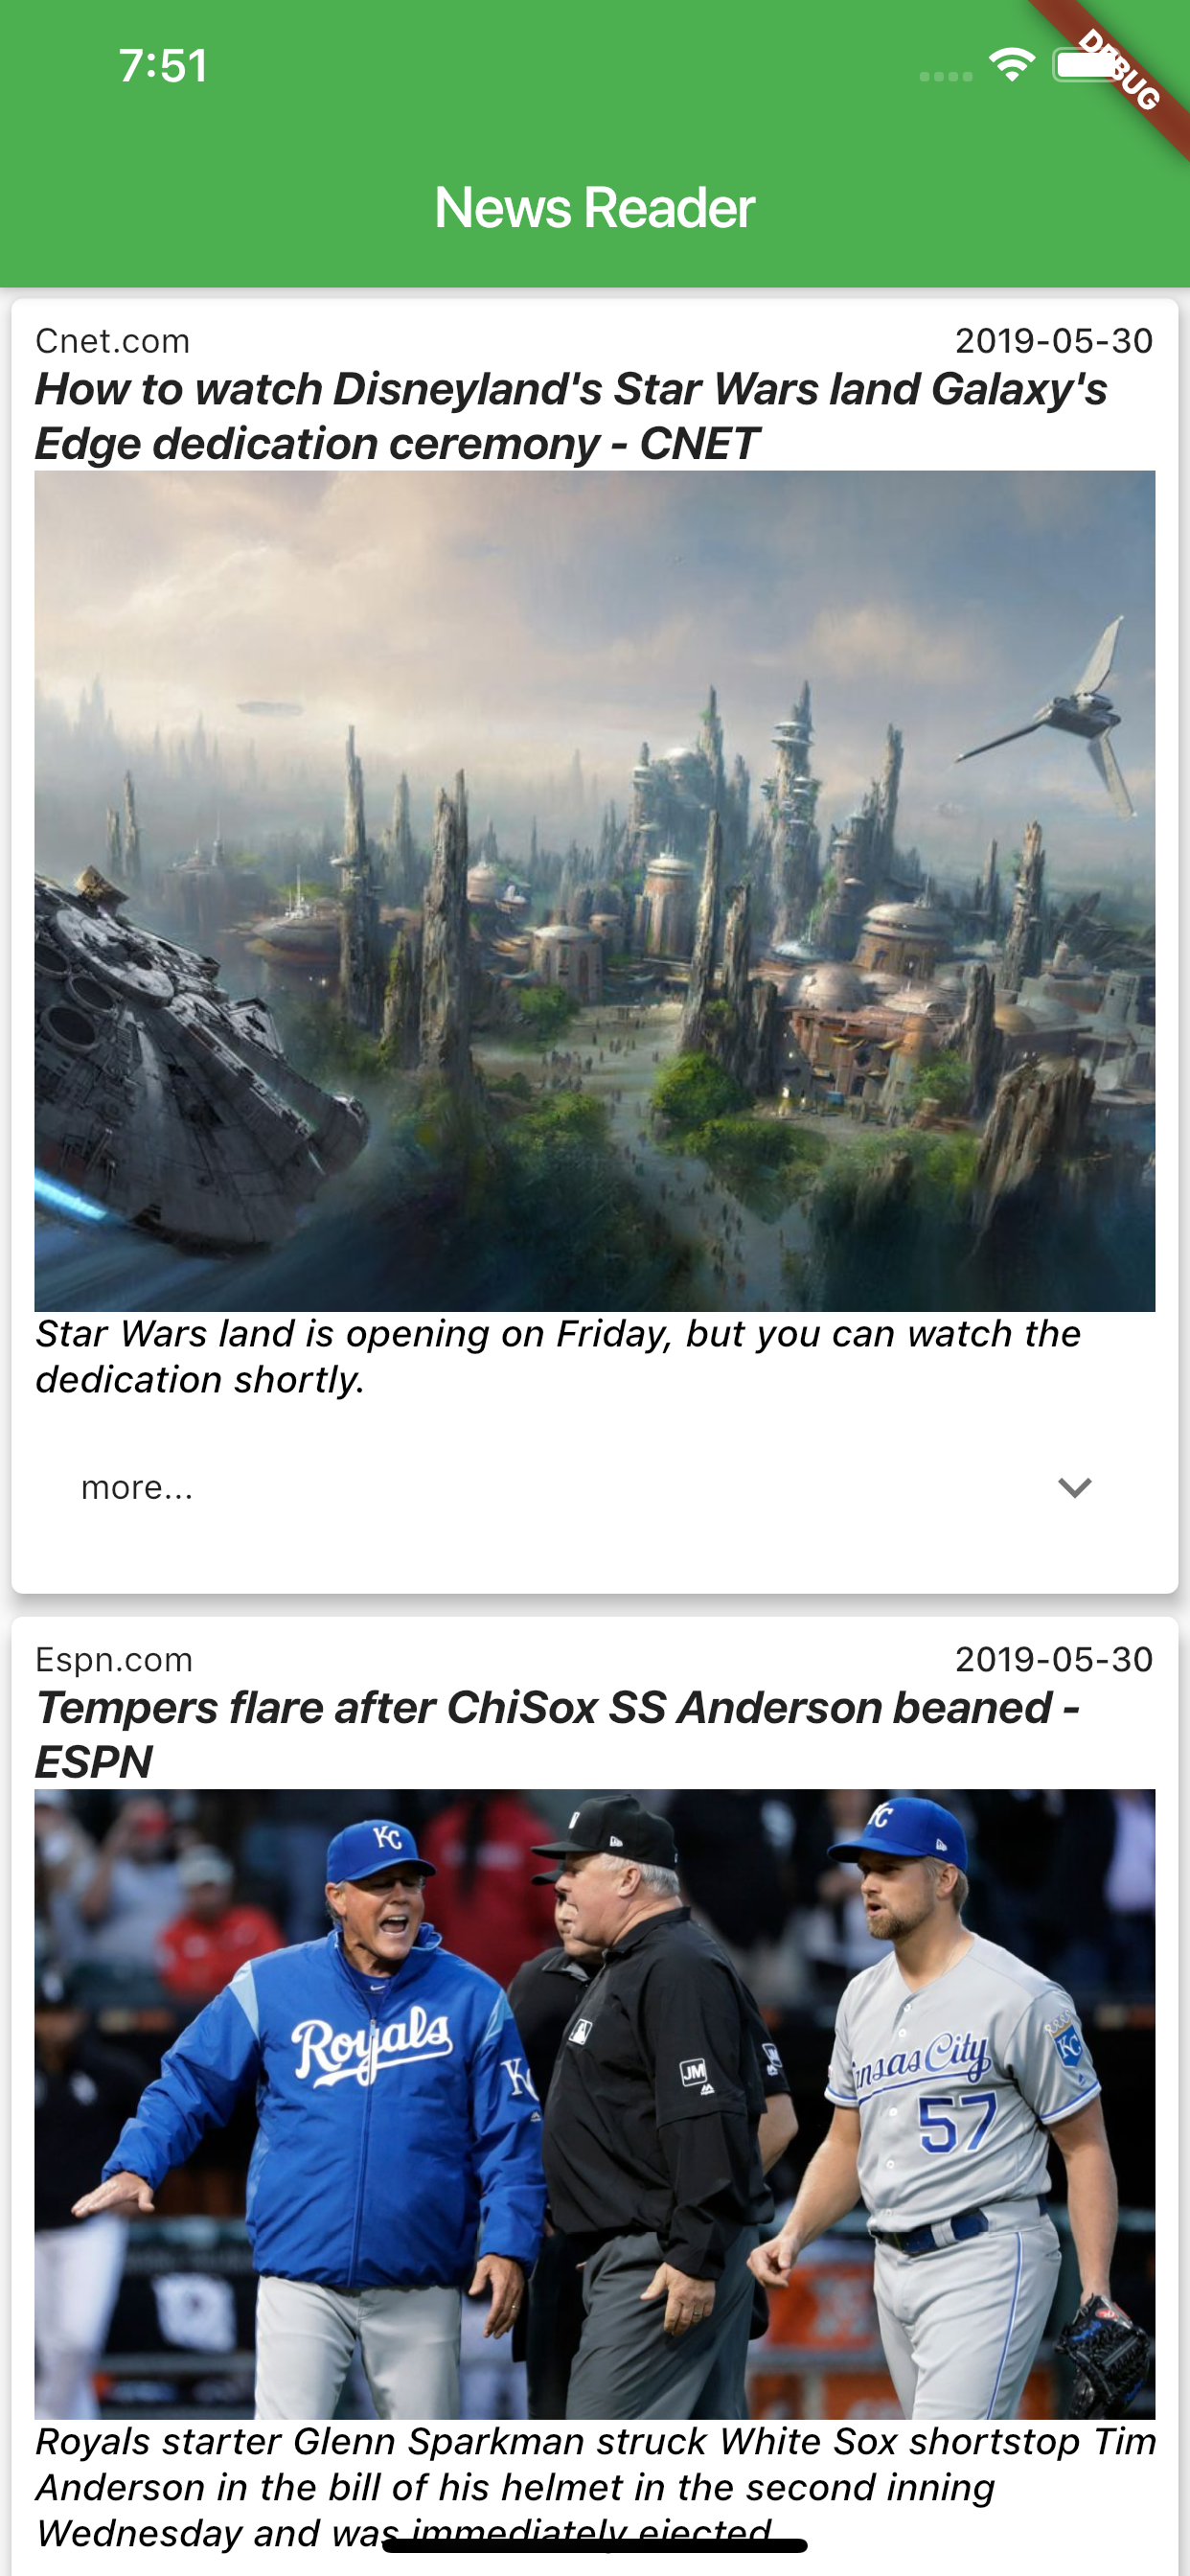 7:51
DEBUG
News Reader
Cnet.com 2019-05-30
How to watch Disneyland's Star Wars land Galaxy's
Edge dedication ceremony - CNET
Star Wars land is opening on Friday, but you can watch the
dedication shortly.
more...
Espn.com 2019-05-30
Tempers flare after ChiSox SS Anderson beaned -
ESPN
KC
KC
Royals
KC
JM
ansas City
KC
57
Royals starter Glenn Sparkman struck White Sox shortstop Tim
Anderson in the bill of his helmet in the second inning
Wednesday and was immediately ejected